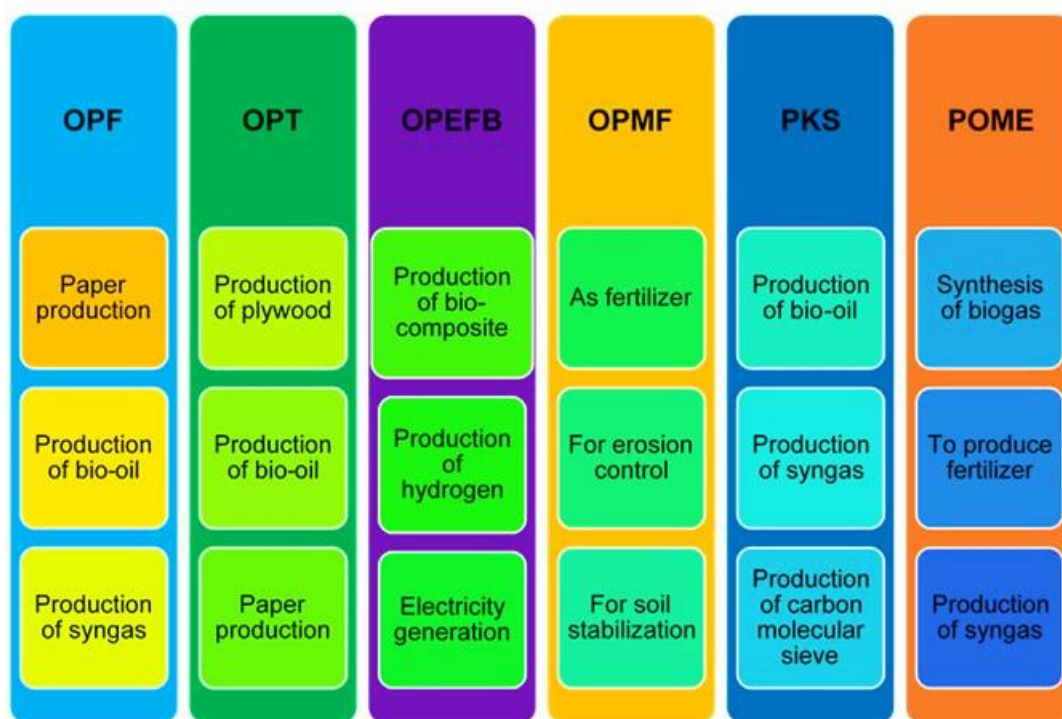 OPF
OPT
OPEFB
OPMF
PKS
POME
Paper
production
Production
of plywood
Production
of bio-
composite
As fertilizer
Production
of bio-oil
Synthesis
of biogas
Production
of bio-oil
Production
of bio-oil
Production
of
hydrogen
For erosion
control
Production
of syngas
To produce
fertilizer
Production
of syngas
Paper
production
Electricity
generation
For soil
stabilization
Production
of carbon
molecular
sieve
Production
of syngas